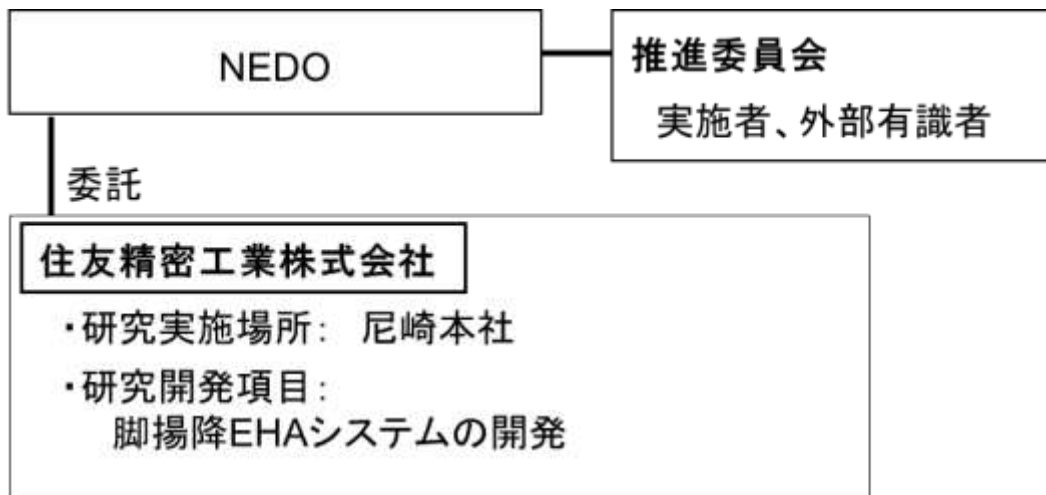 NEDO
推進委員会
実施者、外部有識者
委託
住友精密工業株式会社
・研究実施場所： 尼崎本社
・研究開発項目：
脚揚降EHAシステムの開発